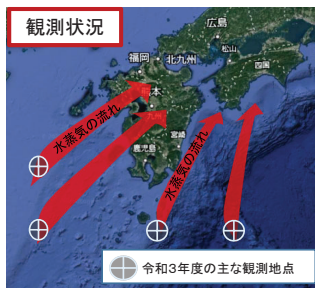 観測状況
広島
松山
福岡
北九州
四国
熊本
九州
水蒸気の流れ
宮崎
水蒸気の流れ
鹿児島
令和3年度の主な観測地点